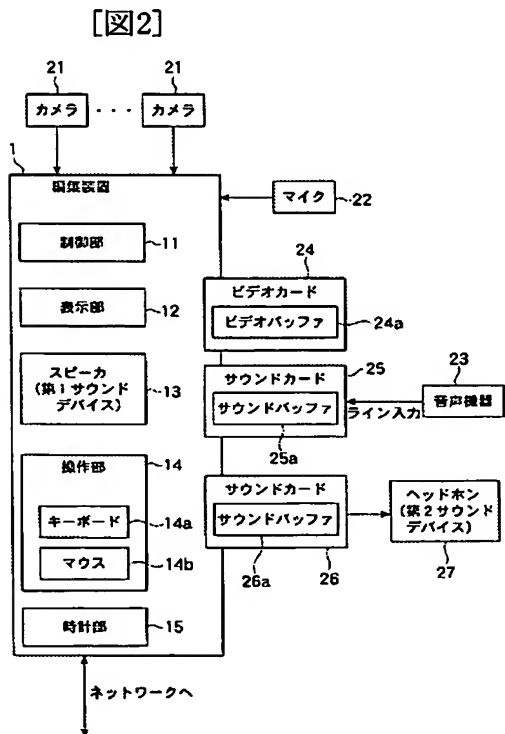 [図2]
21
21
カメラ
・・・
カメラ
1
編集装置
マイク
22
制御部
11
24
ビデオカード
表示部
12
ビデオバッファ
24a
スピーカ
(第1サウンド
デバイス)
13
25
サウンドカード
サウンドバッファ
25a
ライン入力
23
音声機器
操作部
14
キーボード
14a
マウス
14b
サウンドカード
サウンドバッファ
26a
26
ヘッドホン
(第2サウンド
デバイス)
27
時計部
15
ネットワークへ